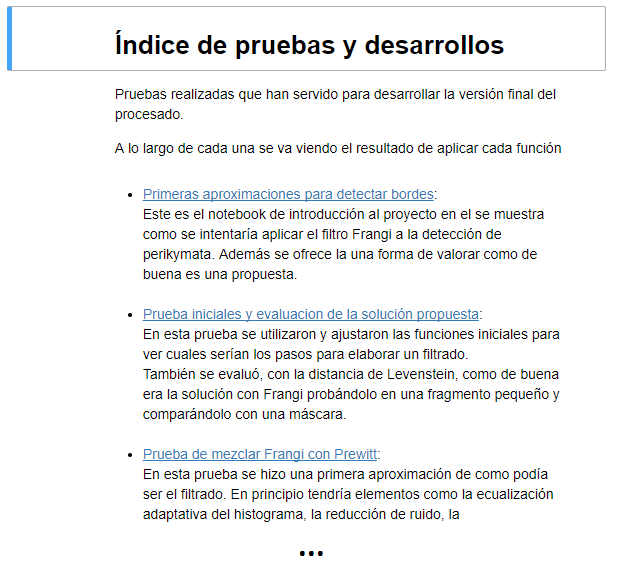 Índice de pruebas y desarrollos
Pruebas realizadas que han servido para desarrollar la versión final del
procesado.
A lo largo de cada una se va viendo el resultado de aplicar cada función
• Primeras aproximaciones para detectar bordes:
Este es el notebook de introducción al proyecto en el se muestra
como se intentaría aplicar el filtro Frangi a la detección de
perikymata. Además se ofrece la una forma de valorar como de
buena es una propuesta.
• Prueba iniciales y evaluacion de la solución propuesta:
En esta prueba se utilizaron y ajustaron las funciones iniciales para
ver cuales serían los pasos para elaborar un filtrado.
También se evaluó, con la distancia de Levenstein, como de buena
era la solución con Frangi probándolo en una fragmento pequeño y
comparándolo con una máscara.
• Prueba de mezclar Frangi con Prewitt:
En esta prueba se hizo una primera aproximación de como podía
ser el filtrado. En principio tendría elementos como la ecualización
adaptativa del histograma, la reducción de ruido, la
...